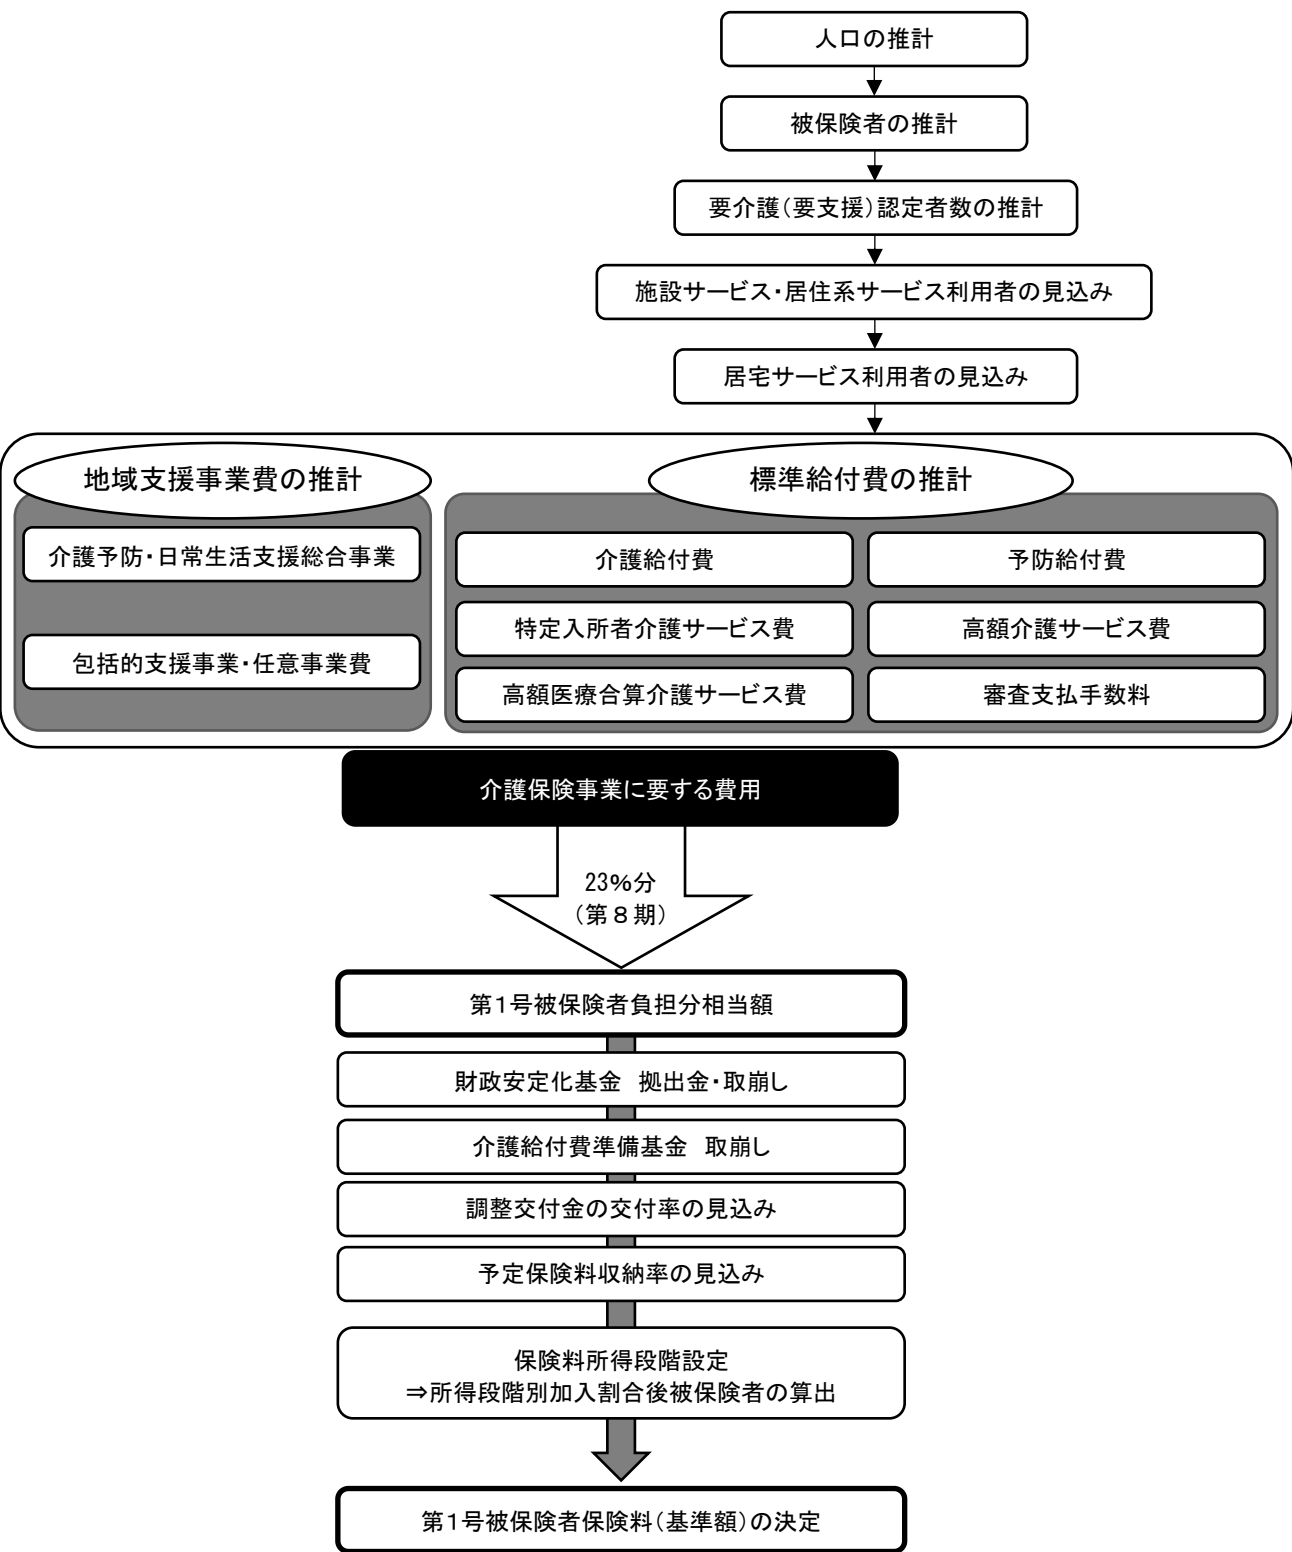 人口の推計
被保険者の推計
要介護（要支援）認定者数の推計
施設サービス・居住系サービス利用者の見込み
居宅サービス利用者の見込み
地域支援事業費の推計
介護予防・日常生活支援総合事業
包括的支援事業・任意事業費
標準給付費の推計
介護給付費
予防給付費
特定入所者介護サービス費
高額介護サービス費
高額医療合算介護サービス費
審査支払手数料
介護保険事業に要する費用
23%分
（第８期）
第１号被保険者負担分相当額
財政安定化基金　拠出金・取崩し
介護給付費準備基金　取崩し
調整交付金の交付率の見込み
予定保険料収納率の見込み
保険料所得段階設定
⇒所得段階別加入割合後被保険者の算出
第１号被保険者保険料（基準額）の決定